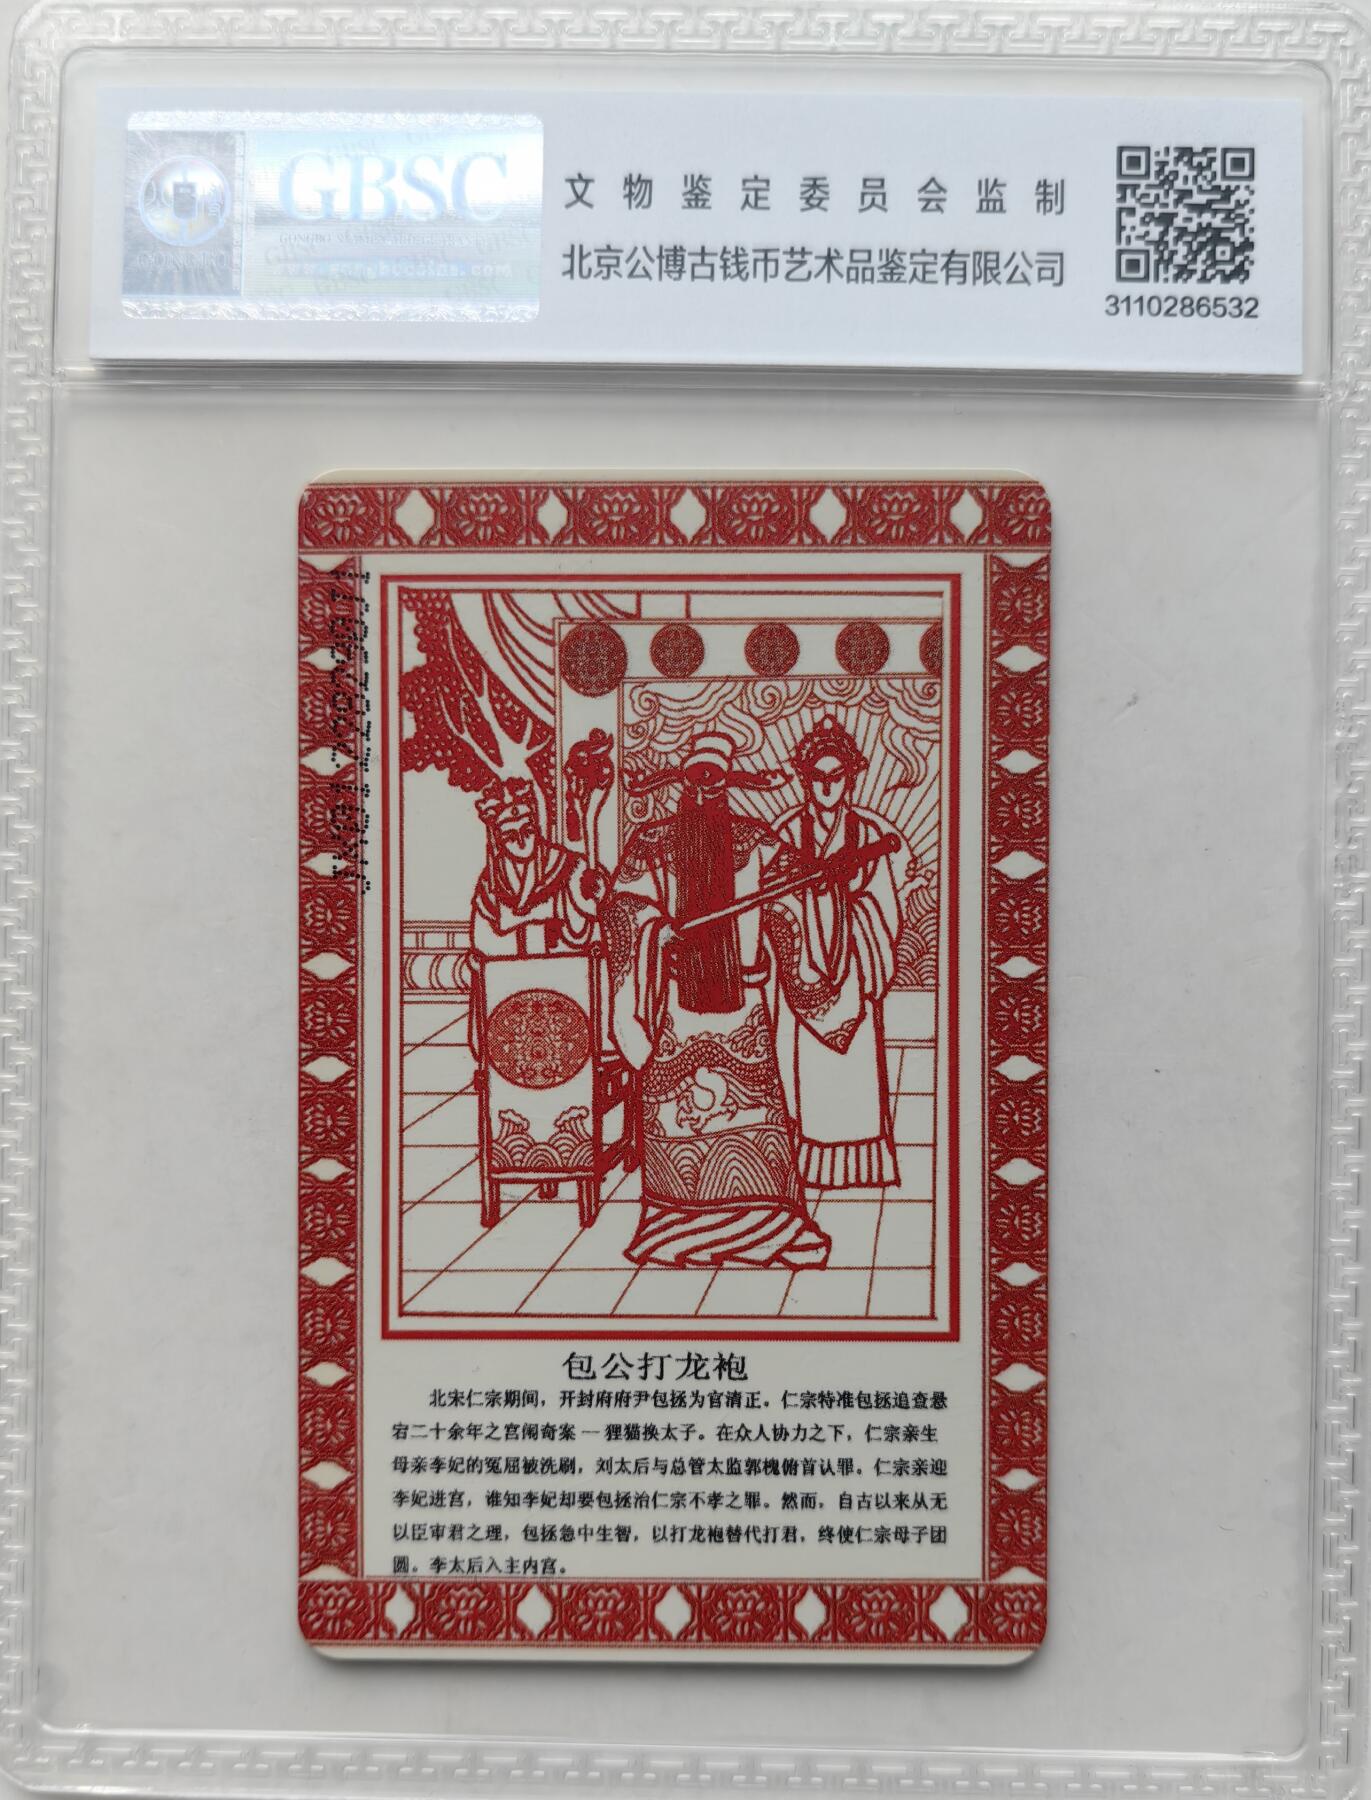 GBSC
www.gongbocoins.com
文物鉴定委员会监制
北京公博古钱币艺术品鉴定有限公司
3110286532
包公打龙袍
北宋仁宗期间，开封府府尹包拯为官清正。仁宗特准包拯追查悬
宕二十余年之宫闱奇案--狸猫换太子。在众人协力之下，仁宗亲生
母亲李妃的冤屈被洗刷，刘太后与总管太监郭槐俯首认罪。仁宗亲迎
李妃进宫，谁知李妃却要包拯治仁宗不孝之罪。然而，自古以来从无
以臣审君之理，包拯急中生智，以打龙袍替代打君，终使仁宗母子团
圆。李太后入主内宫。